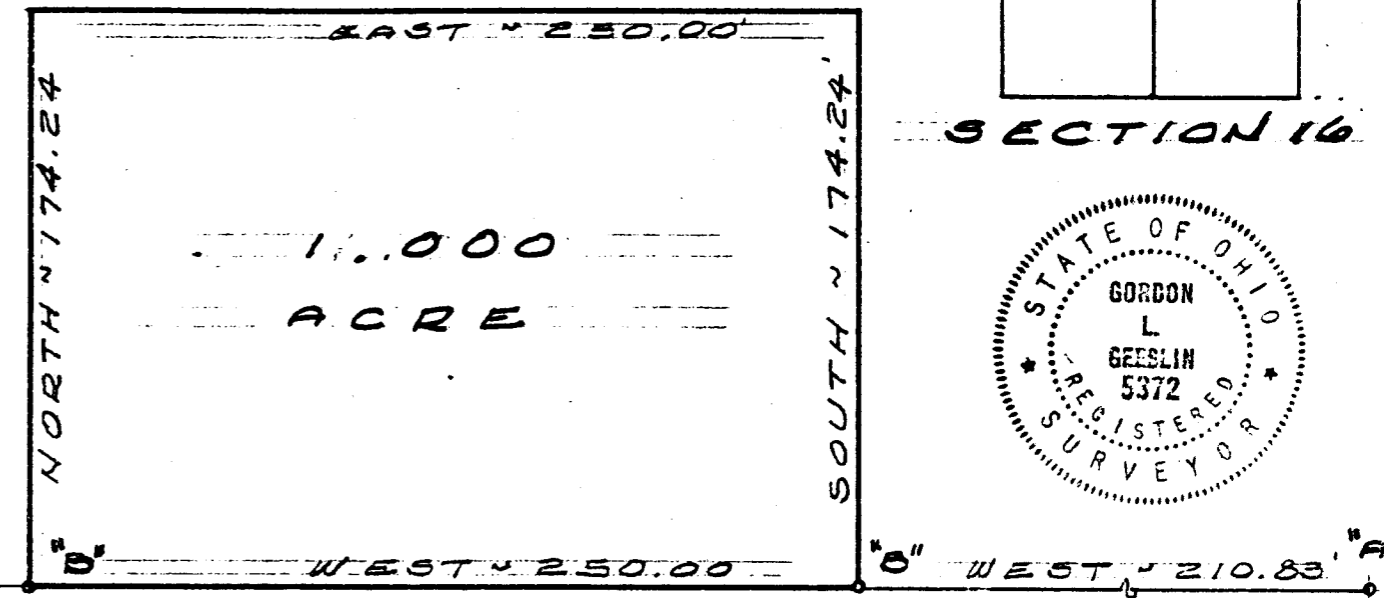 EAST ~ 250.00'
NORTH ~ 174.24
SOUTH ~ 174.24'
1.000
ACRE
"B"
WEST ~ 250.00
"B"
WEST ~ 210.83'
"A
SECTION 16
STATE OF OHIO
GORDON
L.
GEESLIN
5372
REGISTERED
SURVEYOR